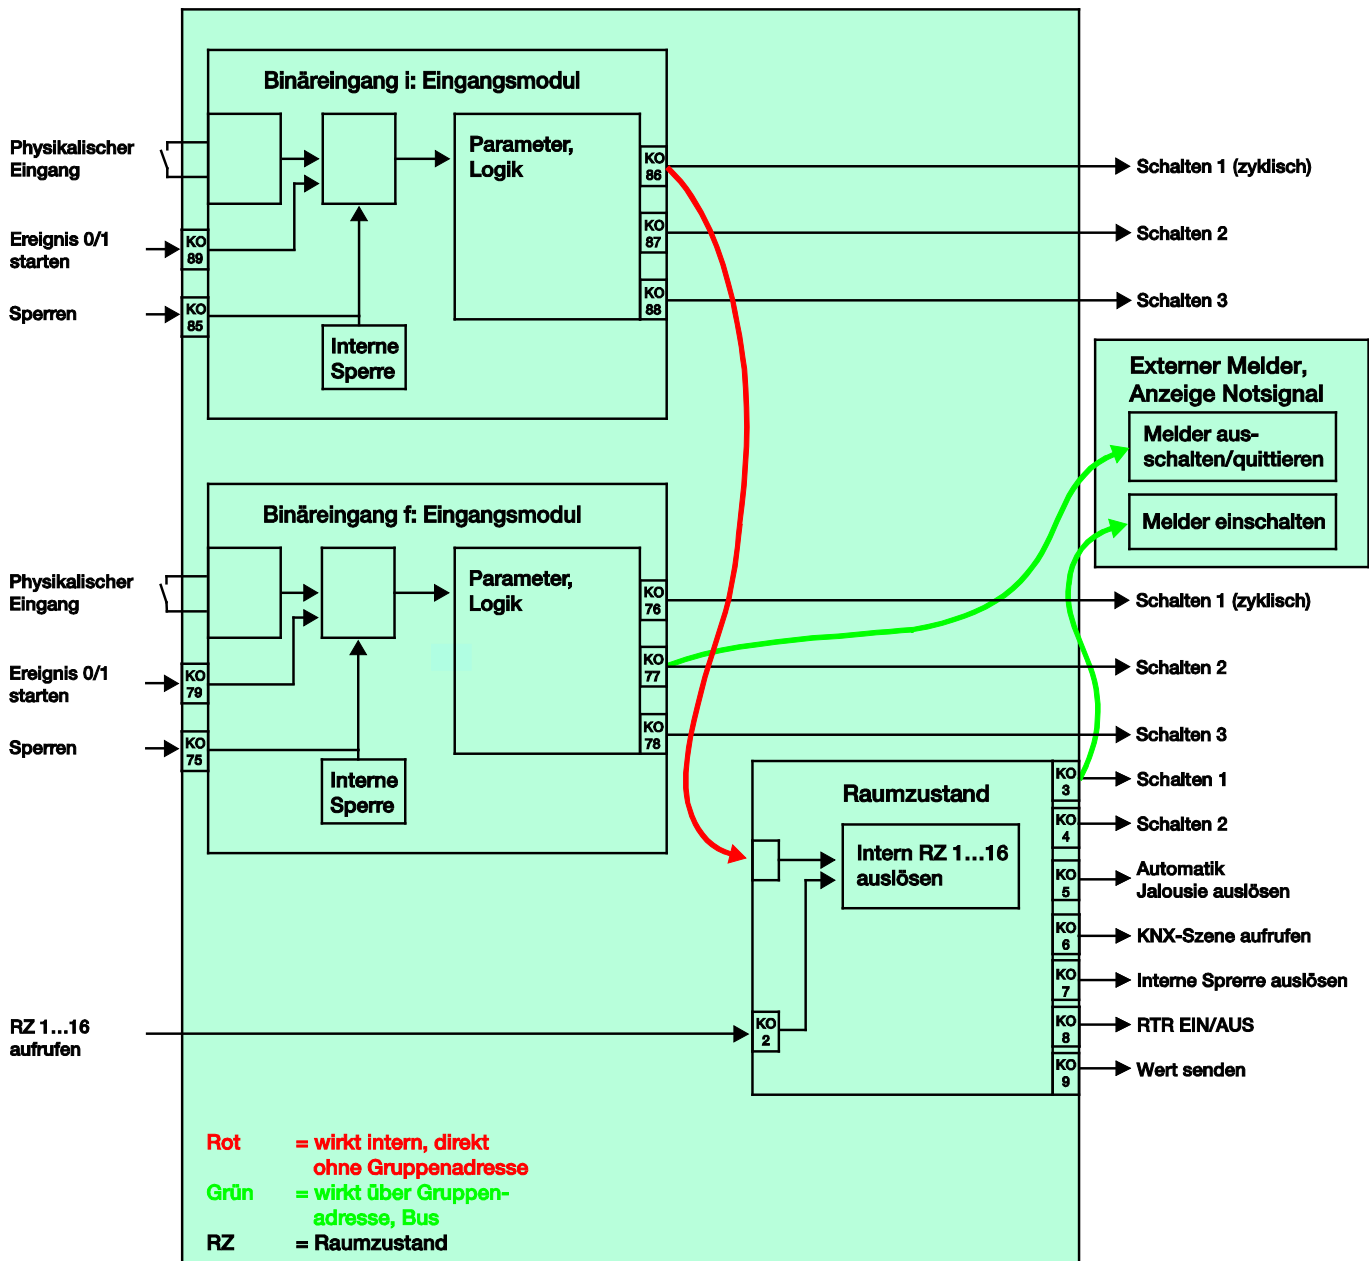 Binäreingang i: Eingangsmodul
Physikalischer
Eingang
Parameter,
Logik
KO
86
Schalten 1 (zyklisch)
Ereignis 0/1
starten
KO
89
KO
87
Schalten 2
Sperren
KO
85
KO
88
Schalten 3
Interne
Sperre
Externer Melder,
Anzeige Notsignal
Melder aus-
schalten/quittieren
Melder einschalten
Binäreingang f: Eingangsmodul
Physikalischer
Eingang
Parameter,
Logik
KO
76
Schalten 1 (zyklisch)
Ereignis 0/1
starten
KO
79
KO
77
Schalten 2
Sperren
KO
75
KO
78
Schalten 3
Interne
Sperre
Raumzustand
KO
3
Schalten 1
KO
4
Schalten 2
Intern RZ 1...16
auslösen
KO
5
Automatik
Jalousie auslösen
KO
6
KNX-Szene aufrufen
KO
7
Interne Sprerre auslösen
RZ 1...16
aufrufen
KO
2
KO
8
RTR EIN/AUS
KO
9
Wert senden
Rot = wirkt intern, direkt
ohne Gruppenadresse
Grün = wirkt über Gruppen-
adresse, Bus
RZ = Raumzustand